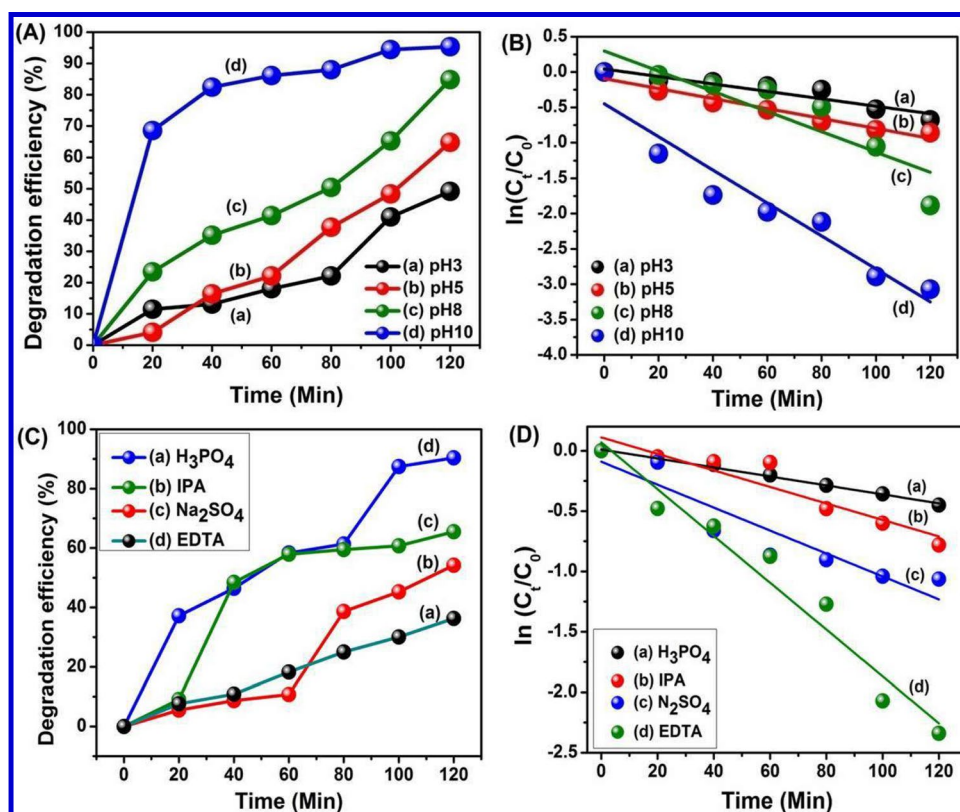 (A)
Degradation efficiency (%)
100
90
80
70
60
50
40
30
20
10
0
(d)
(c)
(b)
(a)
(a) pH3
(b) pH5
(c) pH8
(d) pH10
0 20 40 60 80 100 120
Time (Min)
(B)
ln(Ct/C0)
0.5
0.0
-0.5
-1.0
-1.5
-2.0
-2.5
-3.0
-3.5
-4.0
(a)
(b)
(c)
(d)
(a) pH3
(b) pH5
(c) pH8
(d) pH10
0 20 40 60 80 100 120
Time (Min)
(C)
Degradation efficiency (%)
100
80
60
40
20
0
(a) H3PO4
(b) IPA
(c) Na2SO4
(d) EDTA
(d)
(c)
(b)
(a)
0 20 40 60 80 100 120
Time (Min)
(D)
ln (Ct/C0)
0.0
-0.5
-1.0
-1.5
-2.0
-2.5
(a)
(b)
(c)
(d)
(a) H3PO4
(b) IPA
(c) N2SO4
(d) EDTA
0 20 40 60 80 100 120
Time (Min)